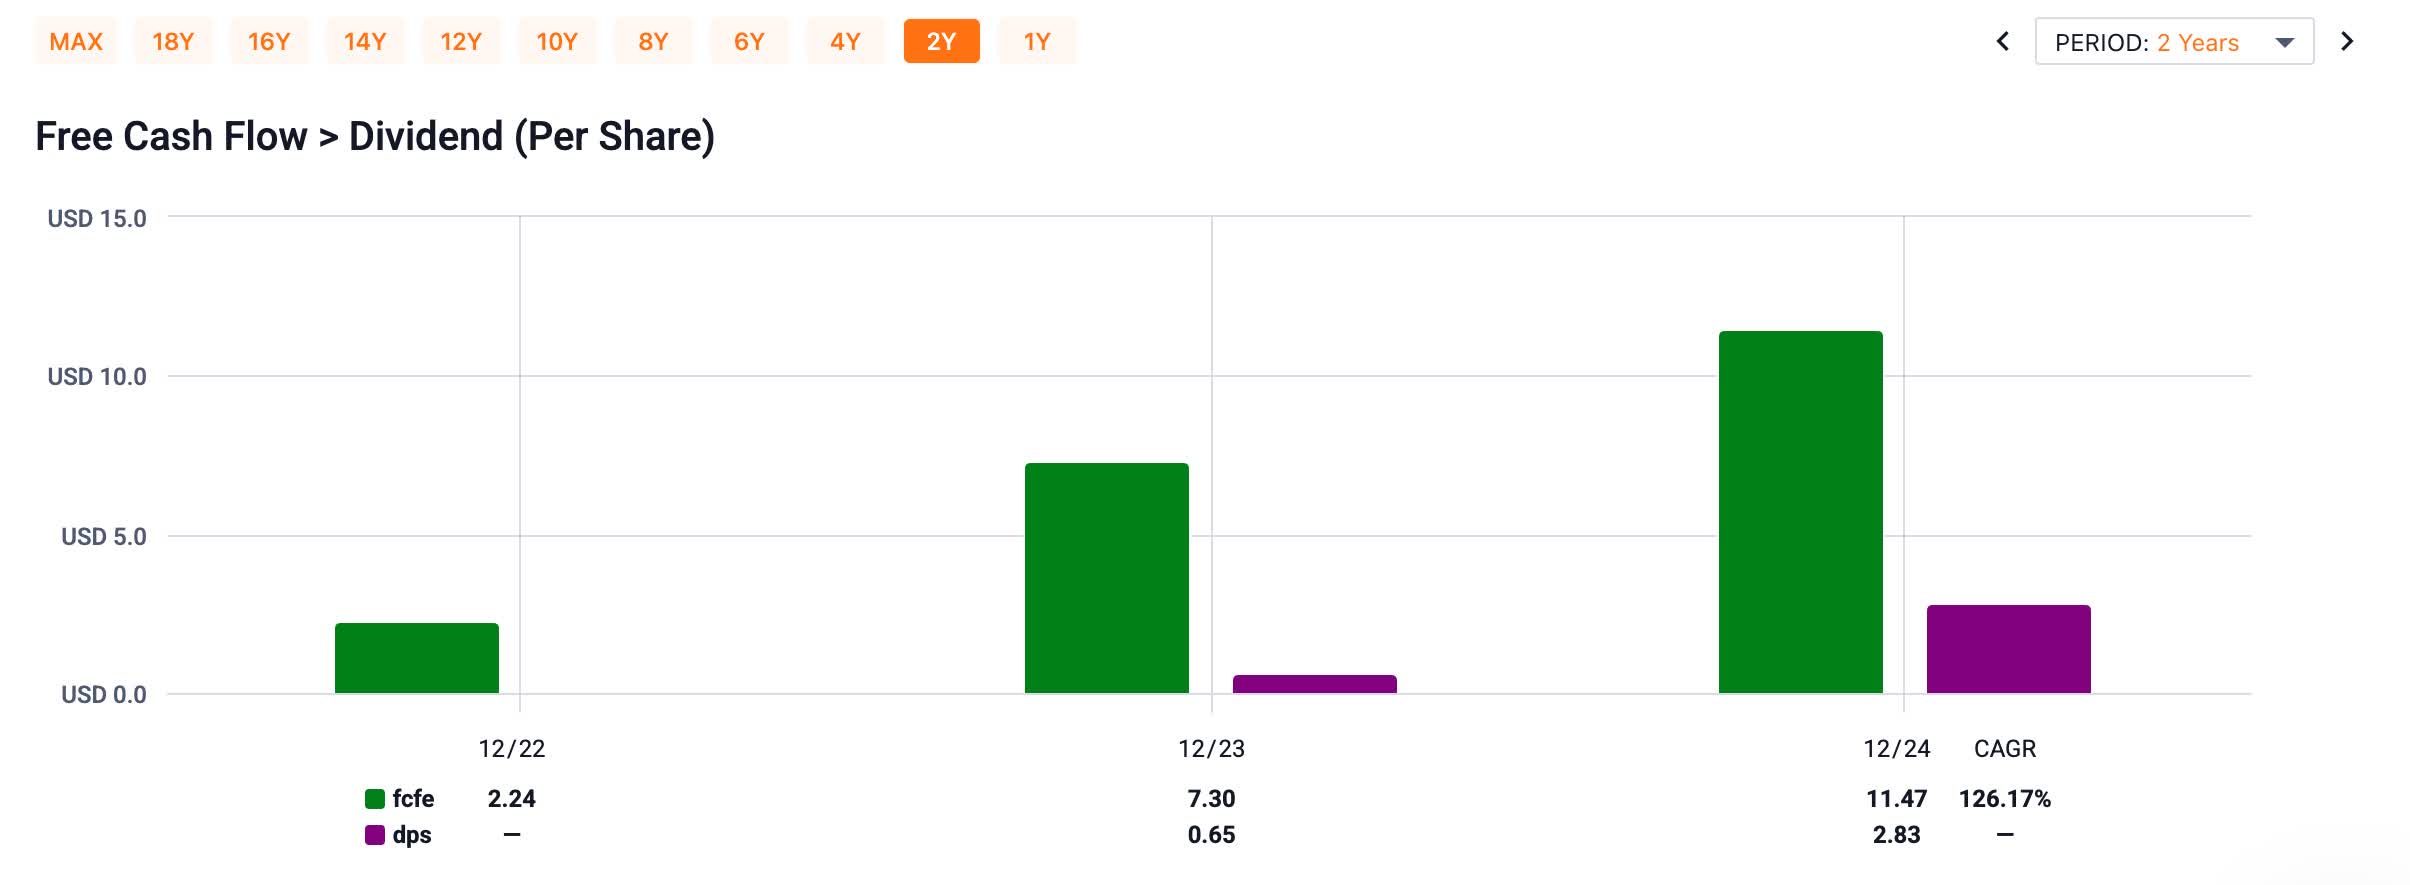 MAX 18Y 16Y 14Y 12Y 10Y 8Y 6Y 4Y 2Y 1Y PERIOD: 2 Years
Free Cash Flow > Dividend (Per Share)
USD 15.0
USD 10.0
USD 5.0
USD 0.0
12/22 12/23 12/24 CAGR
fcfe 2.24 7.30 11.47 126.17%
dps — 0.65 2.83 —